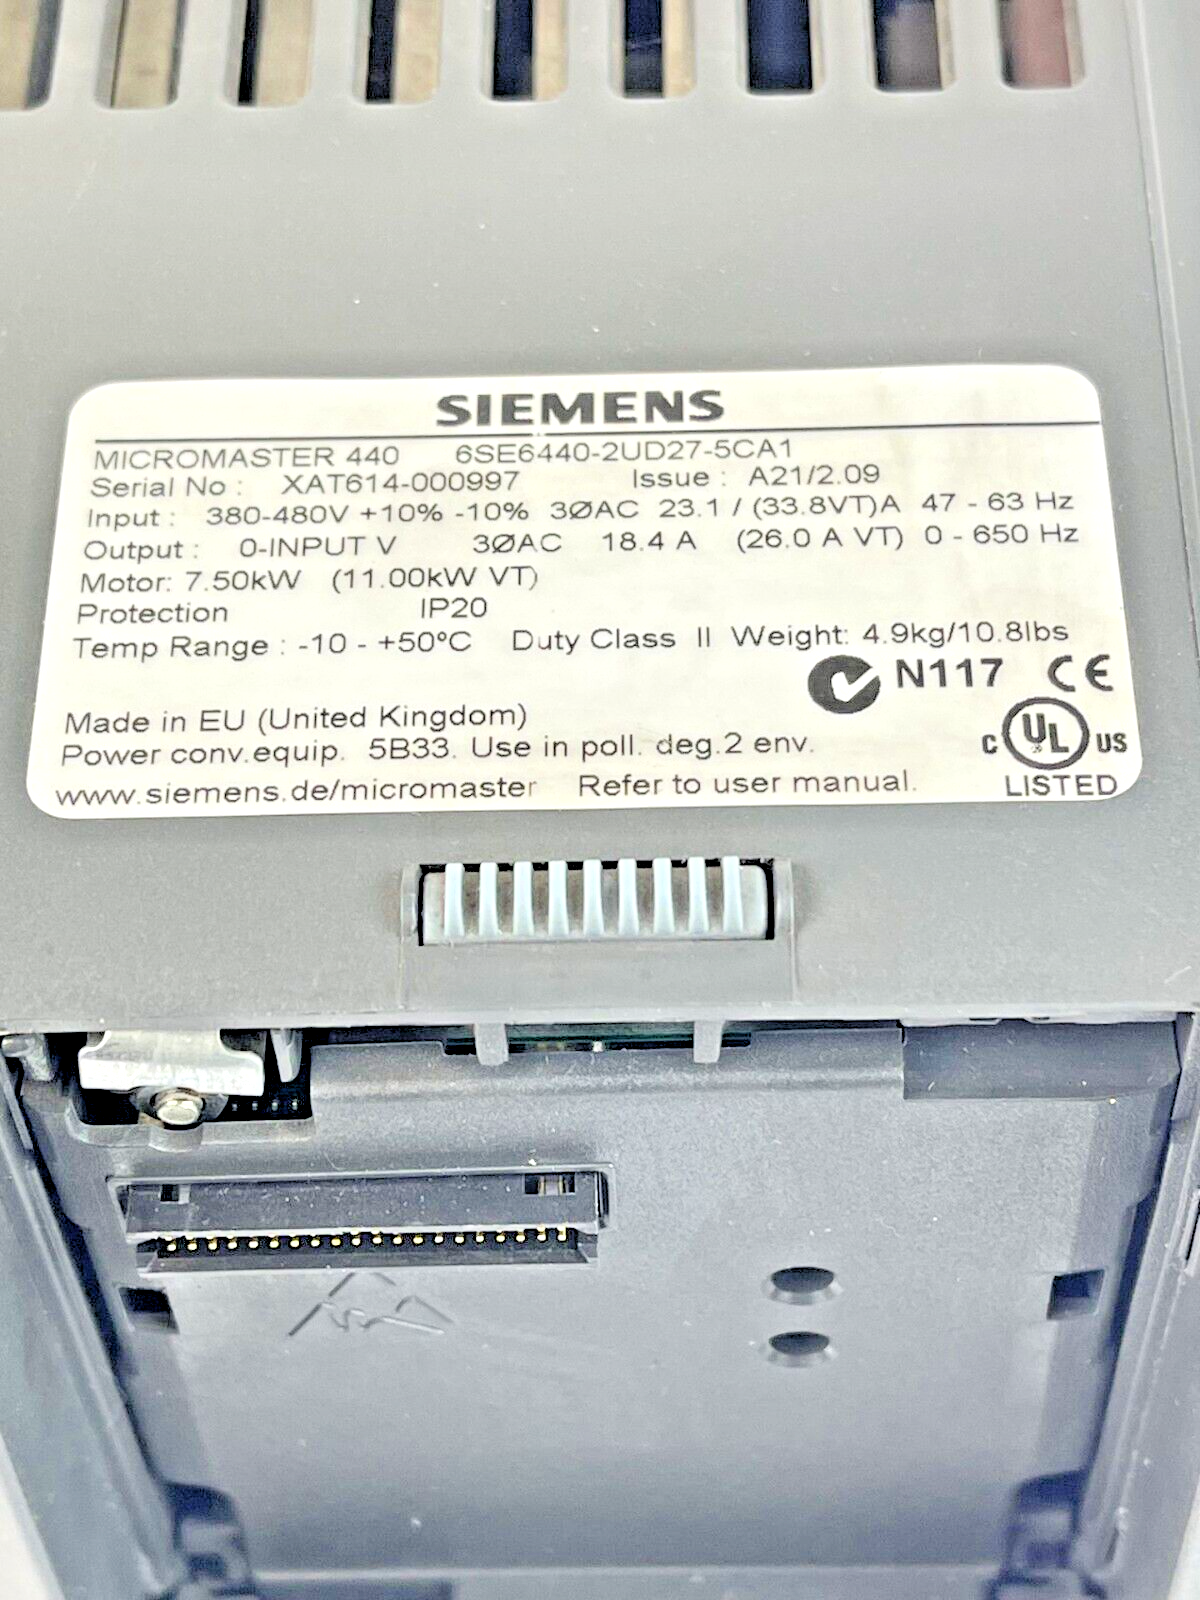 SIEMENS
MICROMASTER 440 6SE6440-2UD27-5CA1
Serial No : XAT614-000997 Issue : A21/2.09
Input : 380-480V +10% -10% 3ØAC 23.1 / (33.8VT)A 47 - 63 Hz
Output : 0-INPUT V 3ØAC 18.4 A (26.0 A VT) 0 - 650 Hz
Motor: 7.50kW (11.00kW VT)
Protection IP20
Temp Range : -10 - +50°C Duty Class II Weight: 4.9kg/10.8lbs
N117 CE
Made in EU (United Kingdom)
Power conv.equip. 5B33. Use in poll. deg.2 env.
C UL US
www.siemens.de/micromaster Refer to user manual.
LISTED